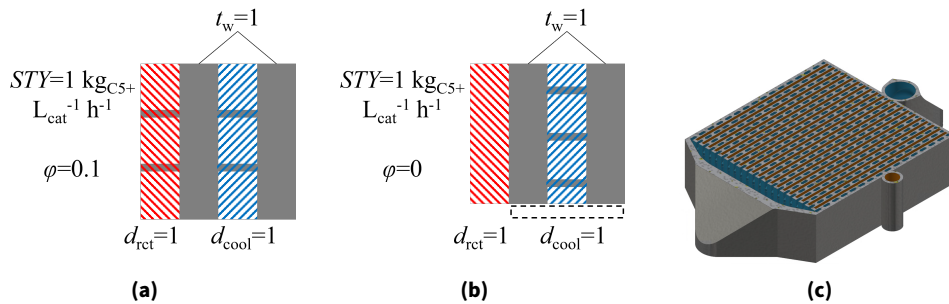 t_w=1
STY=1 kg_C5+
L_cat^-1 h^-1
φ=0.1
d_rct=1 d_cool=1
(a)
t_w=1
STY=1 kg_C5+
L_cat^-1 h^-1
φ=0
d_rct=1 d_cool=1
(b)
(c)